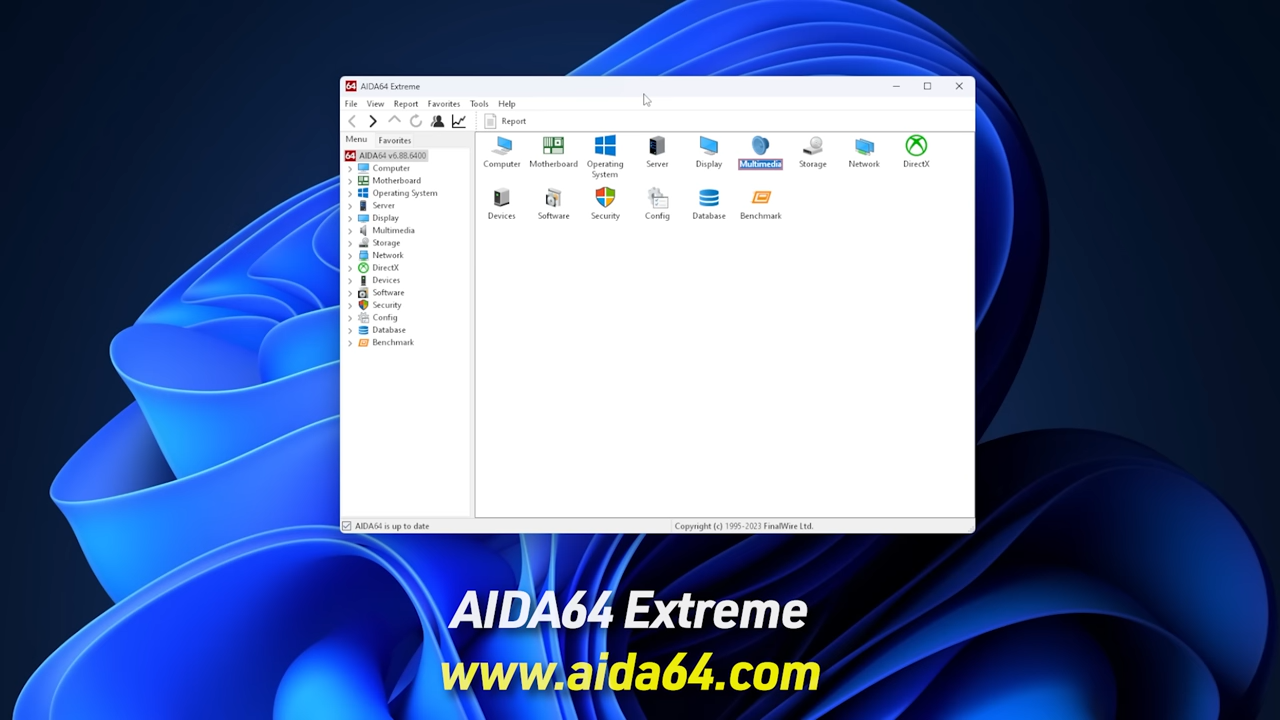 64 AIDA64 Extreme
File View Report Favorites Tools Help
Report
Menu Favorites
64 AIDA64 v6.88.6400
Computer
Motherboard
Operating System
Server
Display
Multimedia
Storage
Network
DirectX
Devices
Software
Security
Config
Database
Benchmark
Computer Motherboard Operating System Server Display Multimedia Storage Network DirectX
Devices Software Security Config Database Benchmark
AIDA64 is up to date
Copyright (c) 1995-2023 FinalWire Ltd.
AIDA64 Extreme
www.aida64.com